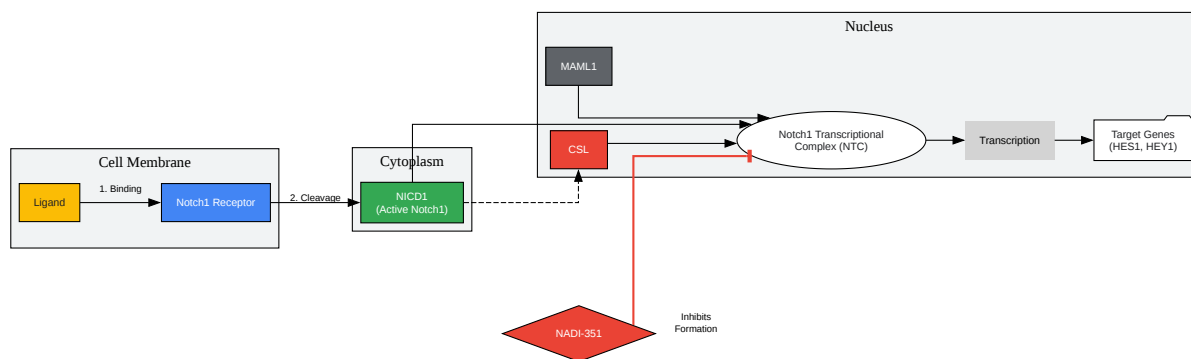 Nucleus
MAML1
CSL
Notch1 Transcriptional
Complex (NTC)
Transcription
Target Genes
(HES1, HEY1)
Cell Membrane
Ligand
1. Binding
Notch1 Receptor
2. Cleavage
Cytoplasm
NICD1
(Active Notch1)
NADI-351
Inhibits
Formation